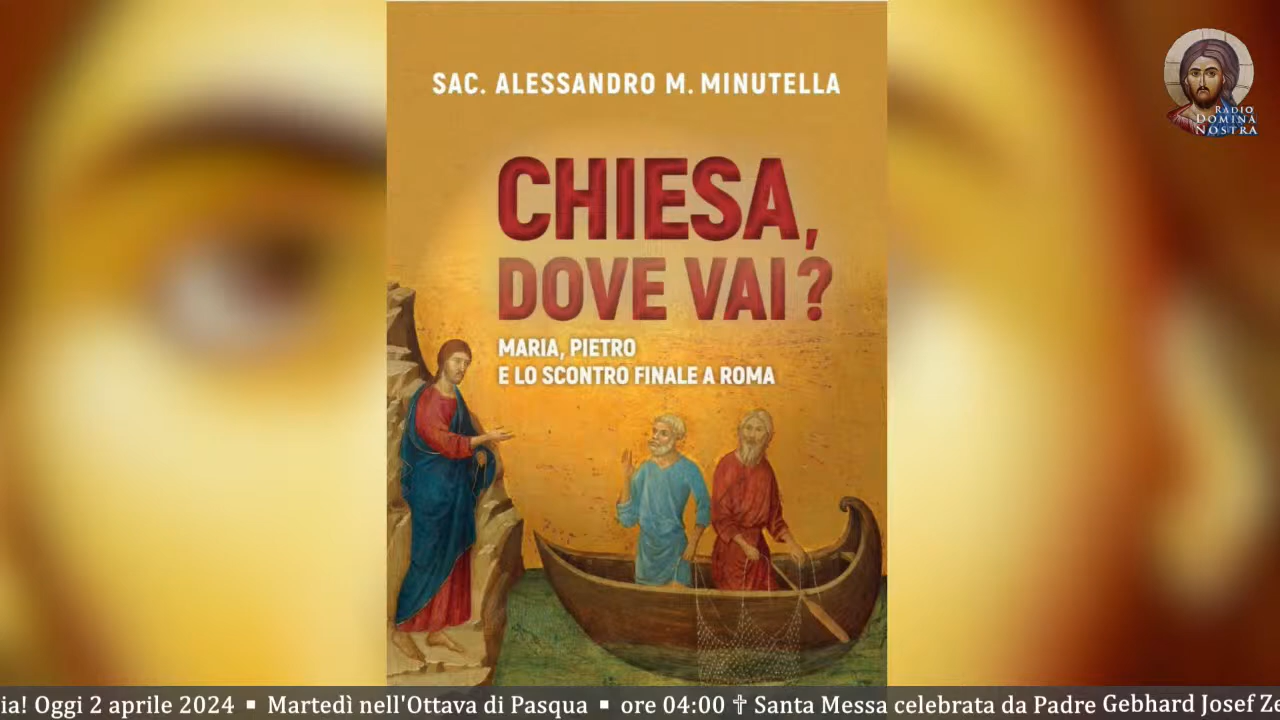 SAC. ALESSANDRO M. MINUTELLA
CHIESA,
DOVE VAI?
MARIA, PIETRO
E LO SCONTRO FINALE A ROMA
RADIO
DOMINA
NOSTRA
ia! Oggi 2 aprile 2024 ▪ Martedì nell'Ottava di Pasqua ▪ ore 04:00 ✝ Santa Messa celebrata da Padre Gebhard Josef Ze